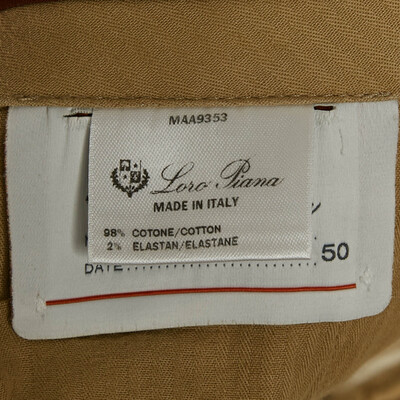 MAA9353
Loro Piana
MADE IN ITALY
98% COTONE/COTTON
2% ELASTAN/ELASTANE
DATE 50